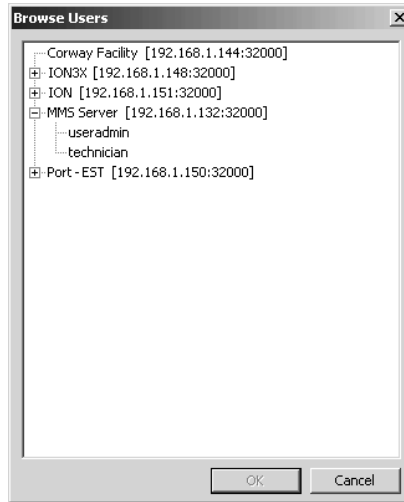 Browse Users
Corway Facility [192.168.1.144:32000]
ION3X [192.168.1.148:32000]
ION [192.168.1.151:32000]
MMS Server [192.168.1.132:32000]
useradmin
technician
Port - EST [192.168.1.150:32000]
OK
Cancel